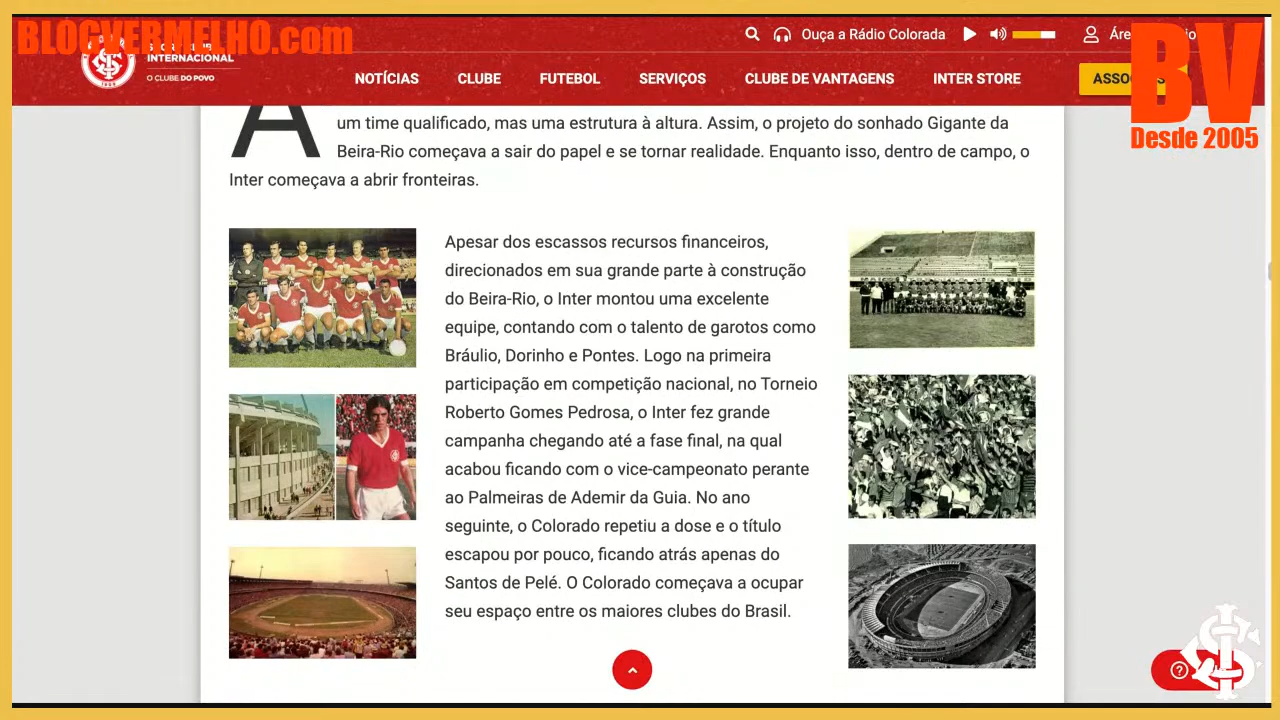 BLOGVERMELHO.com
INTERNACIONAL
O CLUBE DO POVO
Ouça a Rádio Colorada
BV
Desde 2005
NOTÍCIAS
CLUBE
FUTEBOL
SERVIÇOS
CLUBE DE VANTAGENS
INTER STORE
A
um time qualificado, mas uma estrutura à altura. Assim, o projeto do sonhado Gigante da
Beira-Rio começava a sair do papel e se tornar realidade. Enquanto isso, dentro de campo, o
Inter começava a abrir fronteiras.
Apesar dos escassos recursos financeiros,
direcionados em sua grande parte à construção
do Beira-Rio, o Inter montou uma excelente
equipe, contando com o talento de garotos como
Bráulio, Dorinho e Pontes. Logo na primeira
participação em competição nacional, no Torneio
Roberto Gomes Pedrosa, o Inter fez grande
campanha chegando até a fase final, na qual
acabou ficando com o vice-campeonato perante
ao Palmeiras de Ademir da Guia. No ano
seguinte, o Colorado repetiu a dose e o título
escapou por pouco, ficando atrás apenas do
Santos de Pelé. O Colorado começava a ocupar
seu espaço entre os maiores clubes do Brasil.